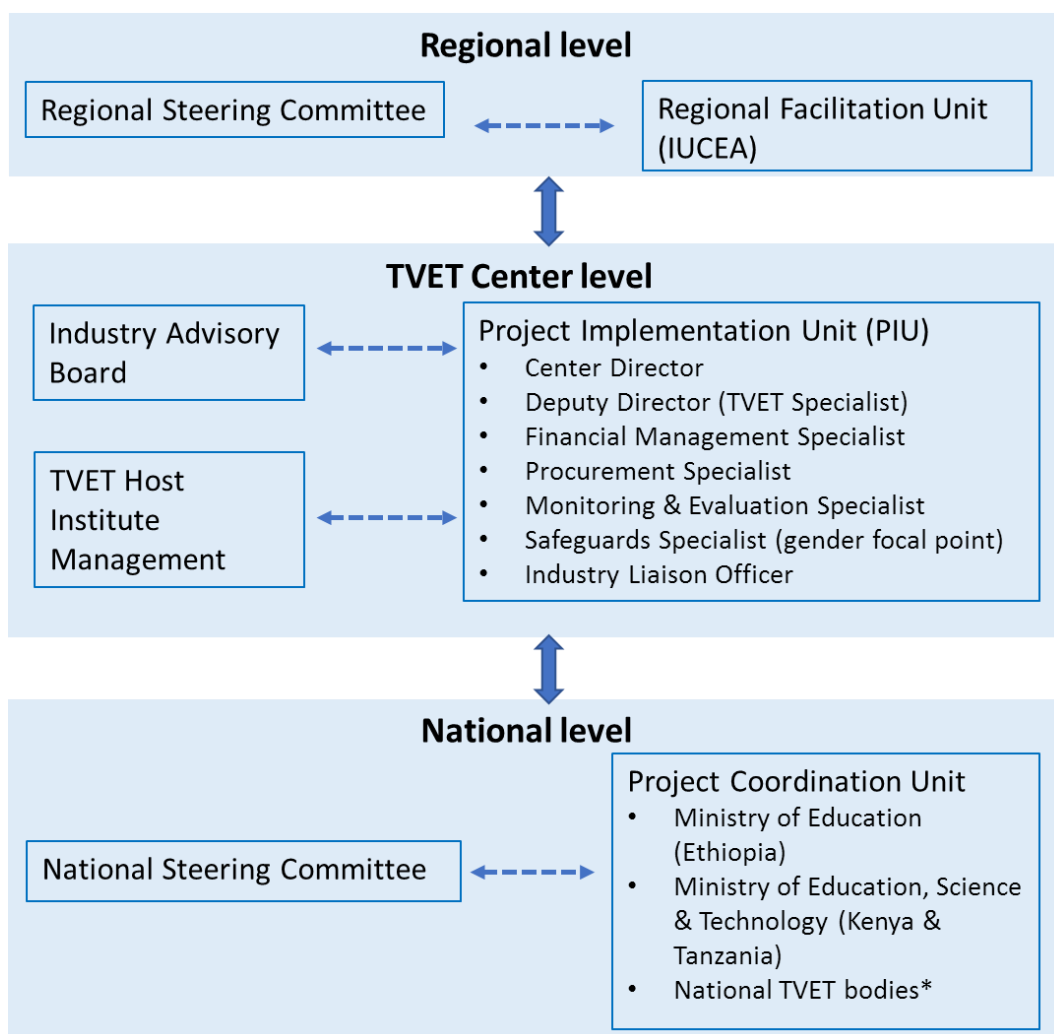 Regional level
Regional Steering Committee
Regional Facilitation Unit
(IUCEA)
TVET Center level
Industry Advisory
Board
TVET Host
Institute
Management
Project Implementation Unit (PIU)
• Center Director
• Deputy Director (TVET Specialist)
• Financial Management Specialist
• Procurement Specialist
• Monitoring & Evaluation Specialist
• Safeguards Specialist (gender focal point)
• Industry Liaison Officer
National level
National Steering Committee
Project Coordination Unit
• Ministry of Education
(Ethiopia)
• Ministry of Education, Science
& Technology (Kenya &
Tanzania)
• National TVET bodies*